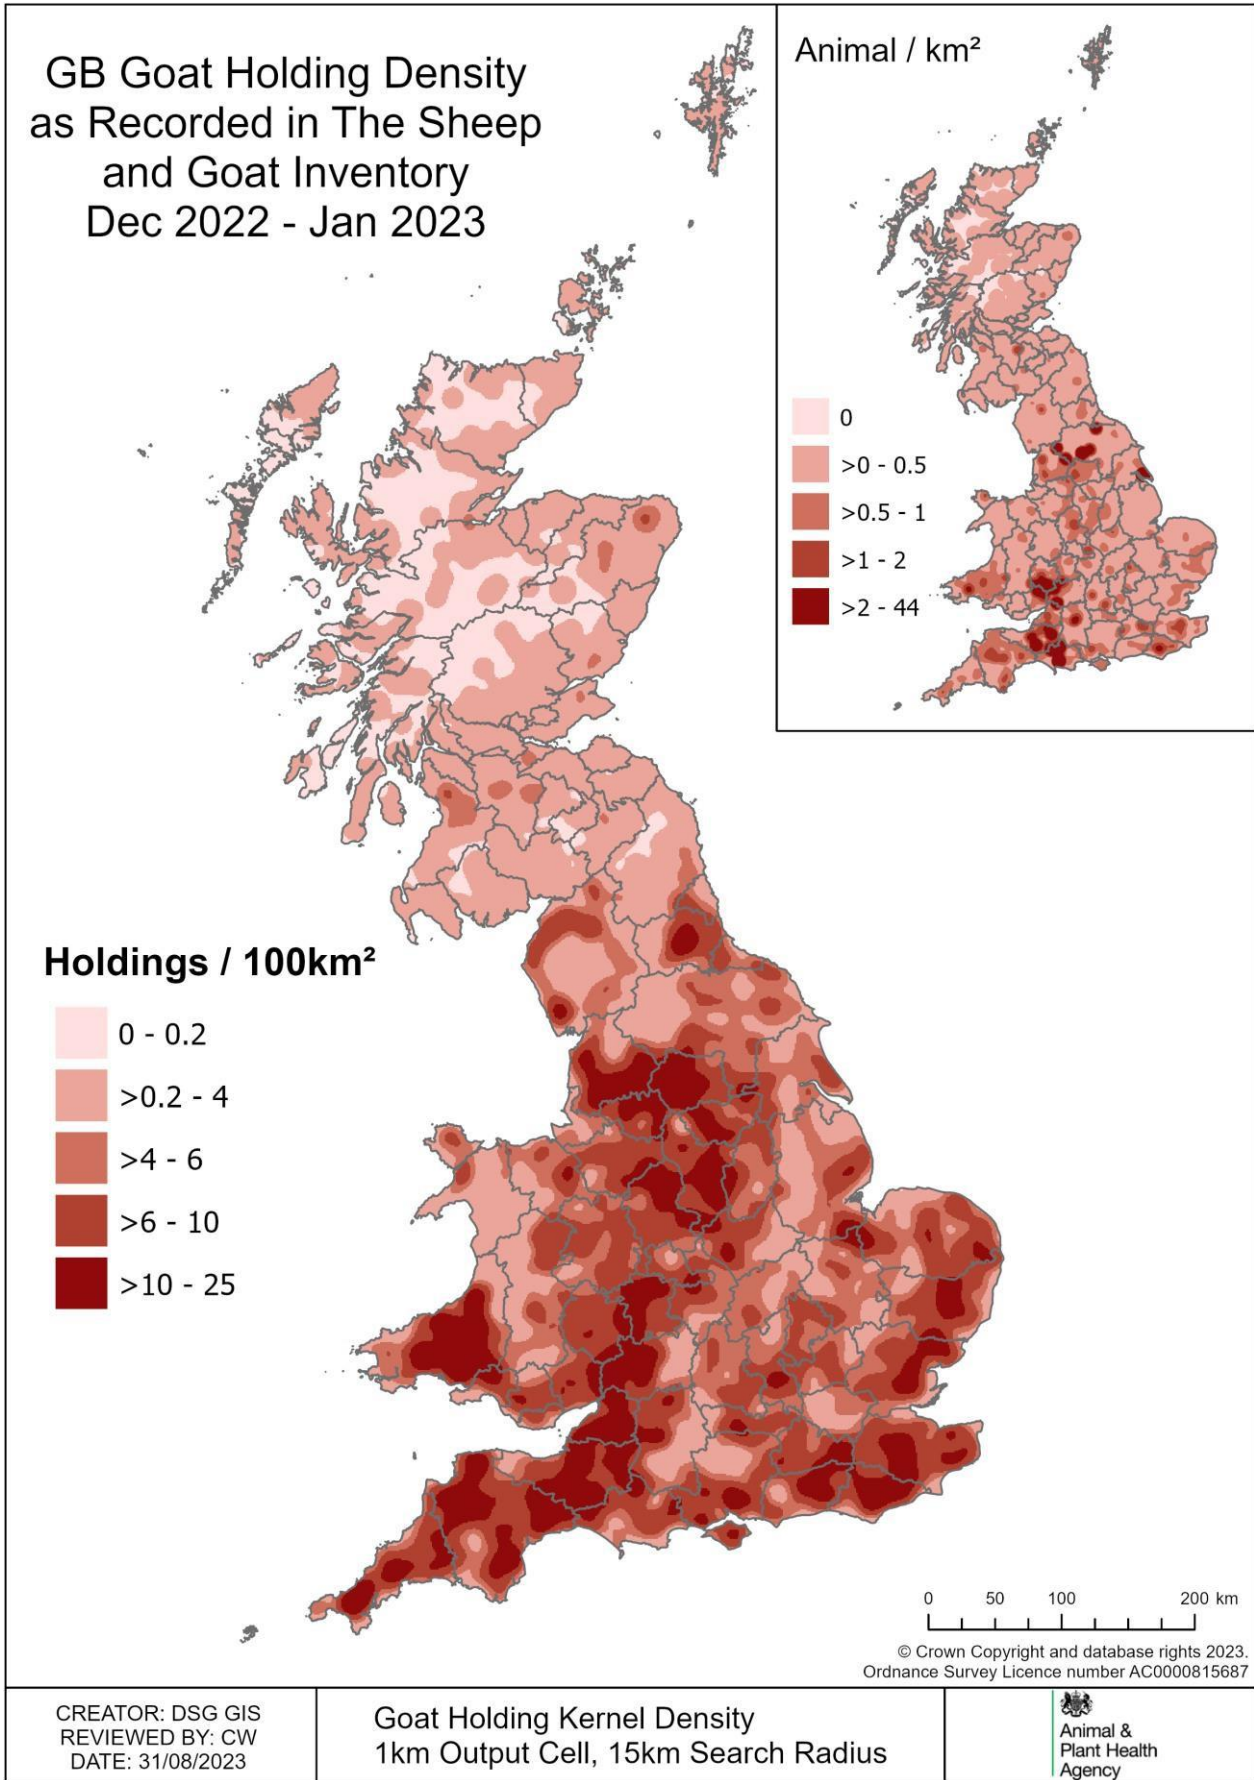 GB Goat Holding Density
as Recorded in The Sheep
and Goat Inventory
Dec 2022 - Jan 2023
Animal / km²
0
>0 - 0.5
>0.5 - 1
>1 - 2
>2 - 44
Holdings / 100km²
0 - 0.2
>0.2 - 4
>4 - 6
>6 - 10
>10 - 25
0 50 100 200 km
© Crown Copyright and database rights 2023.
Ordnance Survey Licence number AC0000815687
CREATOR: DSG GIS
REVIEWED BY: CW
DATE: 31/08/2023
Goat Holding Kernel Density
1km Output Cell, 15km Search Radius
Animal &
Plant Health
Agency